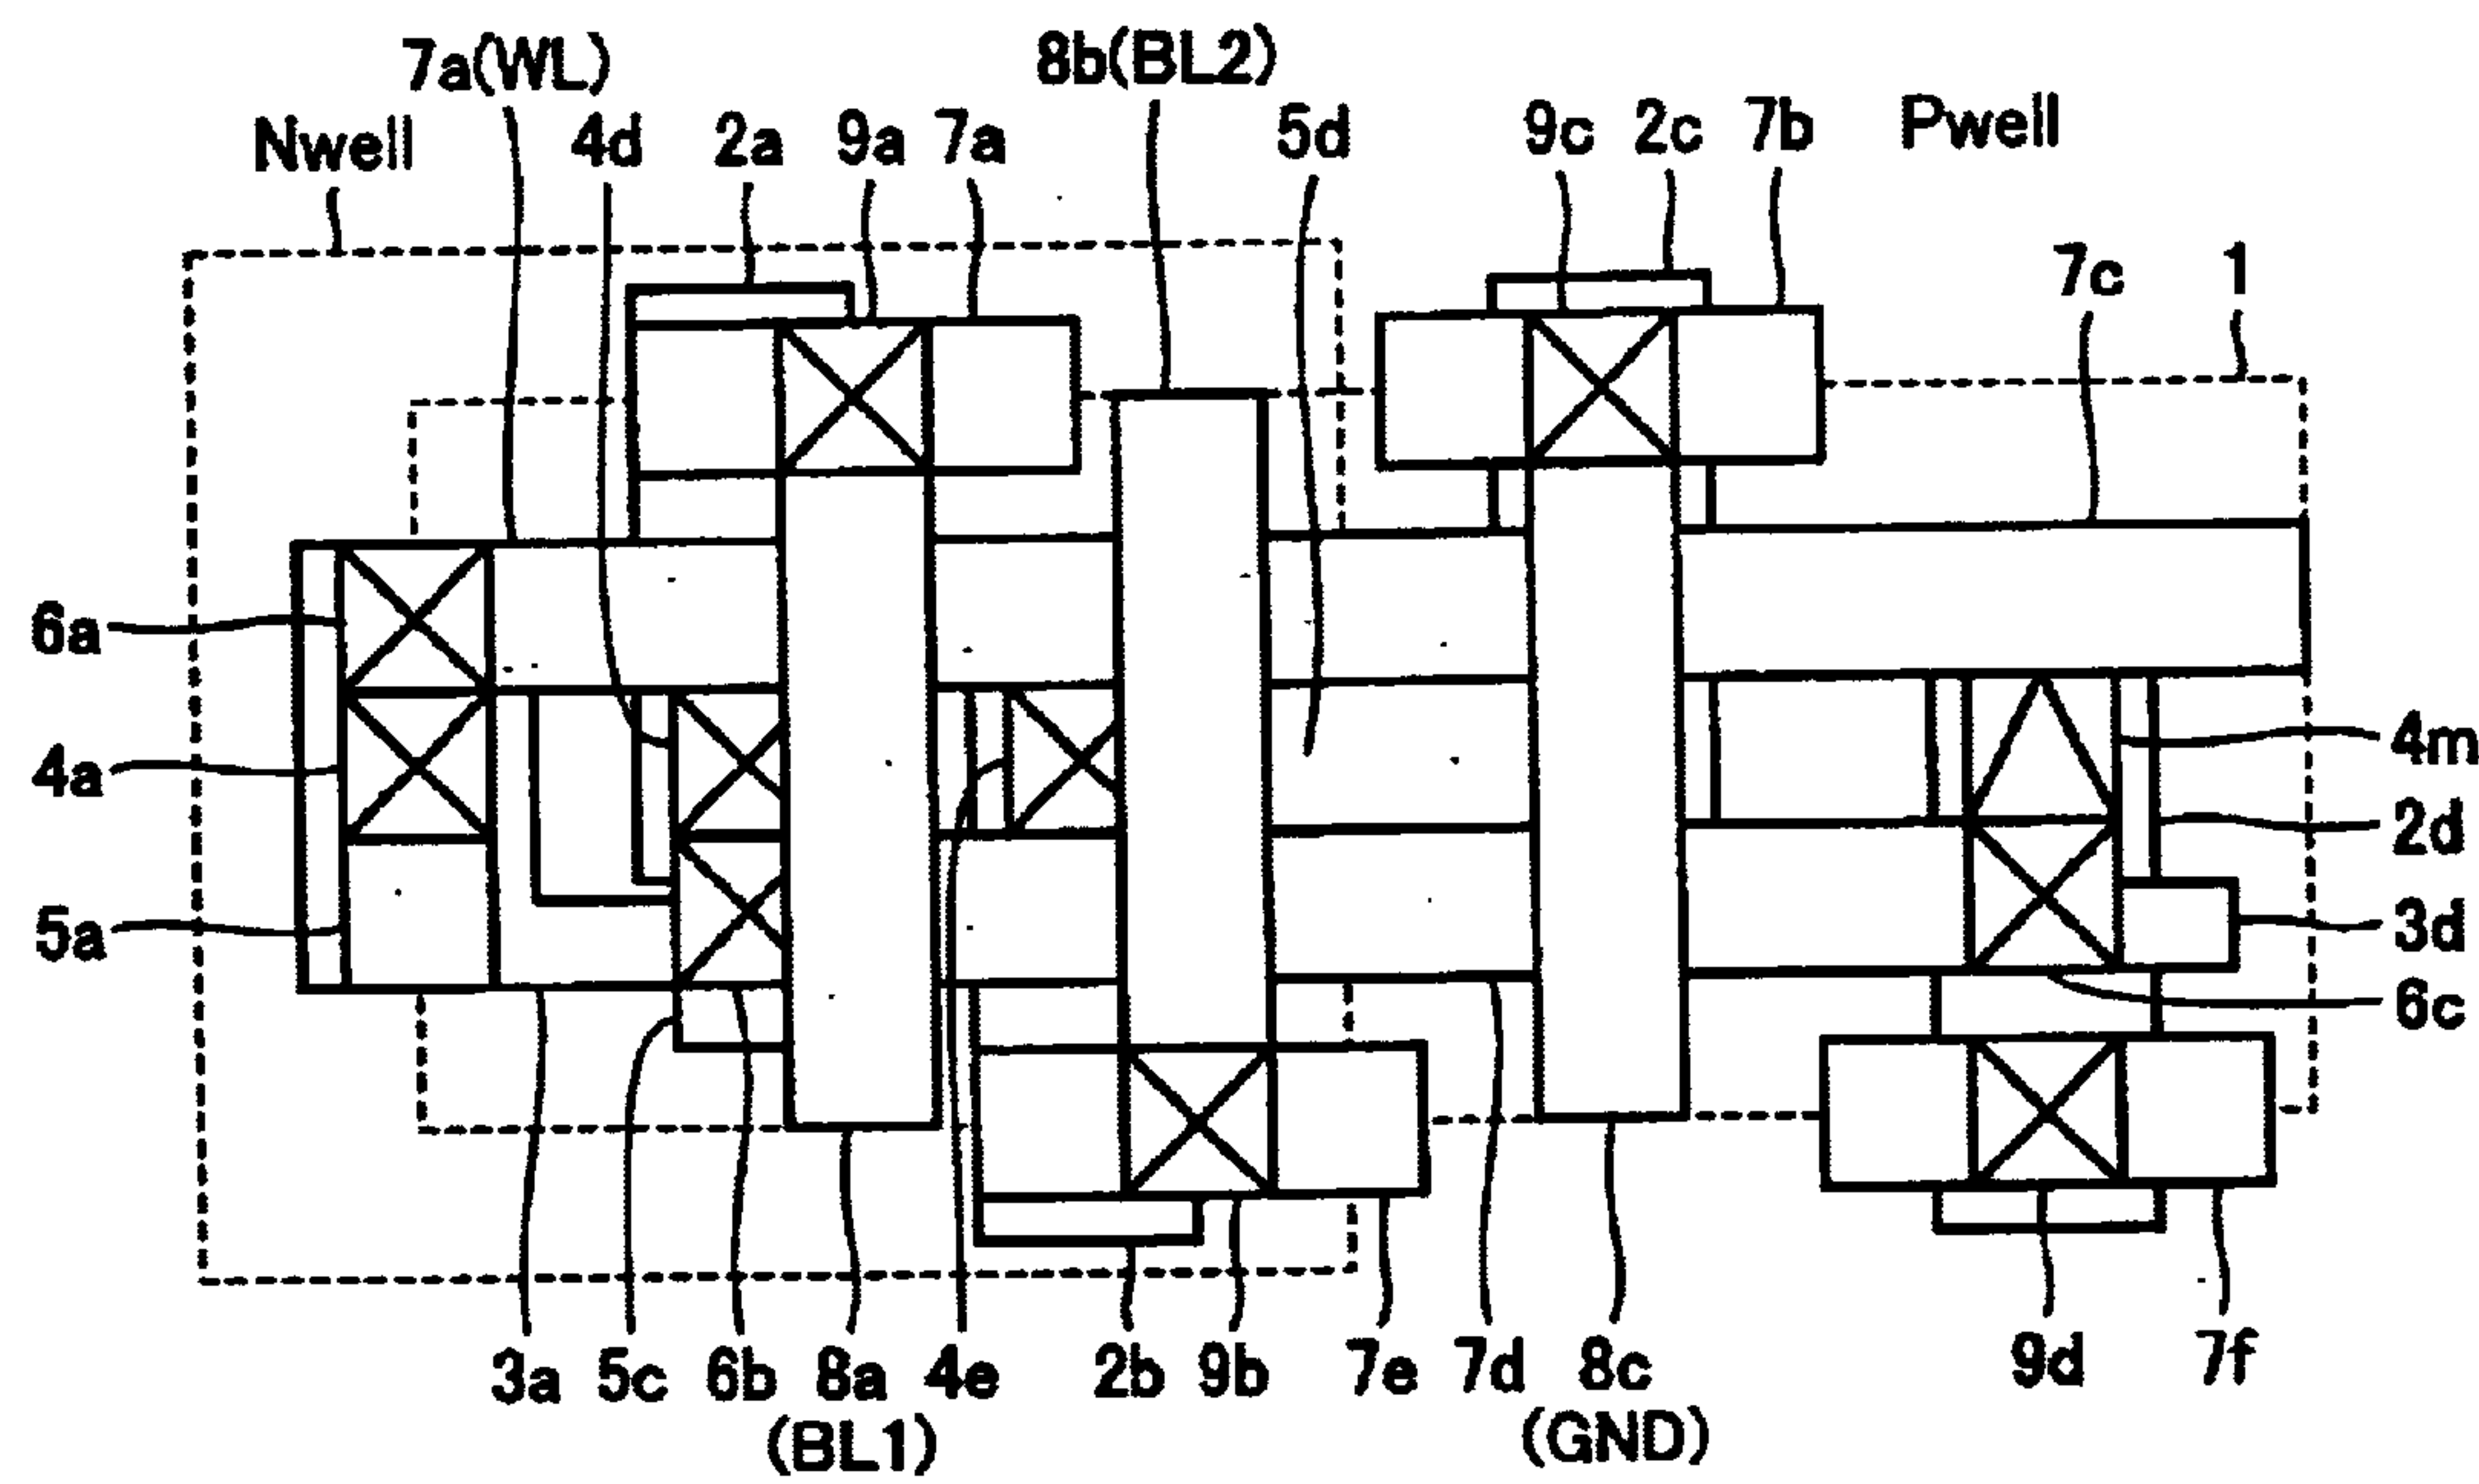 7a(WL)
8b(BL2)
Nwell
4d
2a
9a
7a
5d
9c
2c
7b
Pwell
7c
1
6a
4a
5a
4m
2d
3d
6c
3a
5c
6b
8a
(BL1)
4e
2b
9b
7e
7d
8c
(GND)
9d
7f